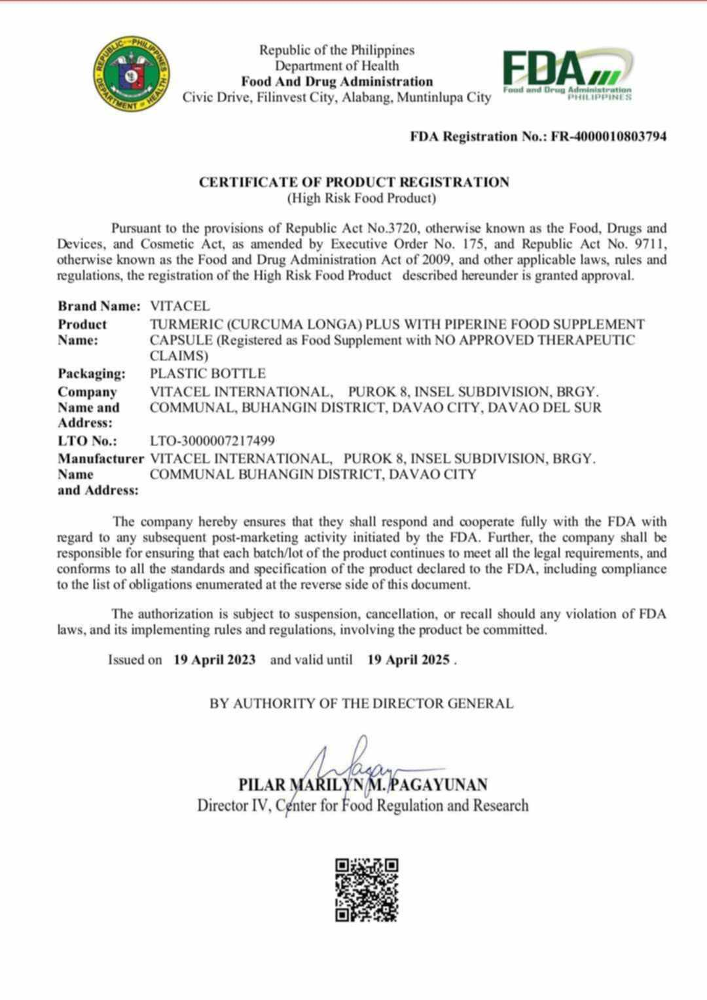 REPUBLIC OF THE PHILIPPINES
DEPARTMENT OF HEALTH
Republic of the Philippines
Department of Health
Food And Drug Administration
Civic Drive, Filinvest City, Alabang, Muntinlupa City
FDA
Food and Drug Administration
PHILIPPINES
FDA Registration No.: FR-4000010803794
CERTIFICATE OF PRODUCT REGISTRATION
(High Risk Food Product)
Pursuant to the provisions of Republic Act No.3720, otherwise known as the Food, Drugs and
Devices, and Cosmetic Act, as amended by Executive Order No. 175, and Republic Act No. 9711,
otherwise known as the Food and Drug Administration Act of 2009, and other applicable laws, rules and
regulations, the registration of the High Risk Food Product described hereunder is granted approval.
Brand Name: VITACEL
Product TURMERIC (CURCUMA LONGA) PLUS WITH PIPERINE FOOD SUPPLEMENT
Name: CAPSULE (Registered as Food Supplement with NO APPROVED THERAPEUTIC
CLAIMS)
Packaging: PLASTIC BOTTLE
Company VITACEL INTERNATIONAL, PUROK 8, INSEL SUBDIVISION, BRGY.
Name and COMMUNAL, BUHANGIN DISTRICT, DAVAO CITY, DAVAO DEL SUR
Address:
LTO No.: LTO-3000007217499
Manufacturer VITACEL INTERNATIONAL, PUROK 8, INSEL SUBDIVISION, BRGY.
Name COMMUNAL BUHANGIN DISTRICT, DAVAO CITY
and Address:
The company hereby ensures that they shall respond and cooperate fully with the FDA with
regard to any subsequent post-marketing activity initiated by the FDA. Further, the company shall be
responsible for ensuring that each batch/lot of the product continues to meet all the legal requirements, and
conforms to all the standards and specification of the product declared to the FDA, including compliance
to the list of obligations enumerated at the reverse side of this document.
The authorization is subject to suspension, cancellation, or recall should any violation of FDA
laws, and its implementing rules and regulations, involving the product be committed.
Issued on 19 April 2023 and valid until 19 April 2025 .
BY AUTHORITY OF THE DIRECTOR GENERAL
PILAR MARILYN M. PAGAYUNAN
Director IV, Center for Food Regulation and Research